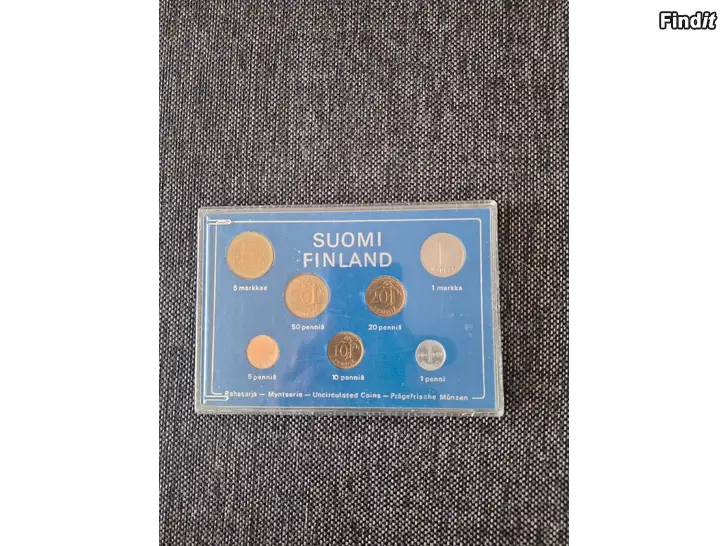 Findit
SUOMI
FINLAND
5 markkaa
1 markka
50 penniä
20 penniä
5 penniä
10 penniä
1 penni
Rahasarja — Myntserie — Uncirculated Coins — Prägefrische Münzen